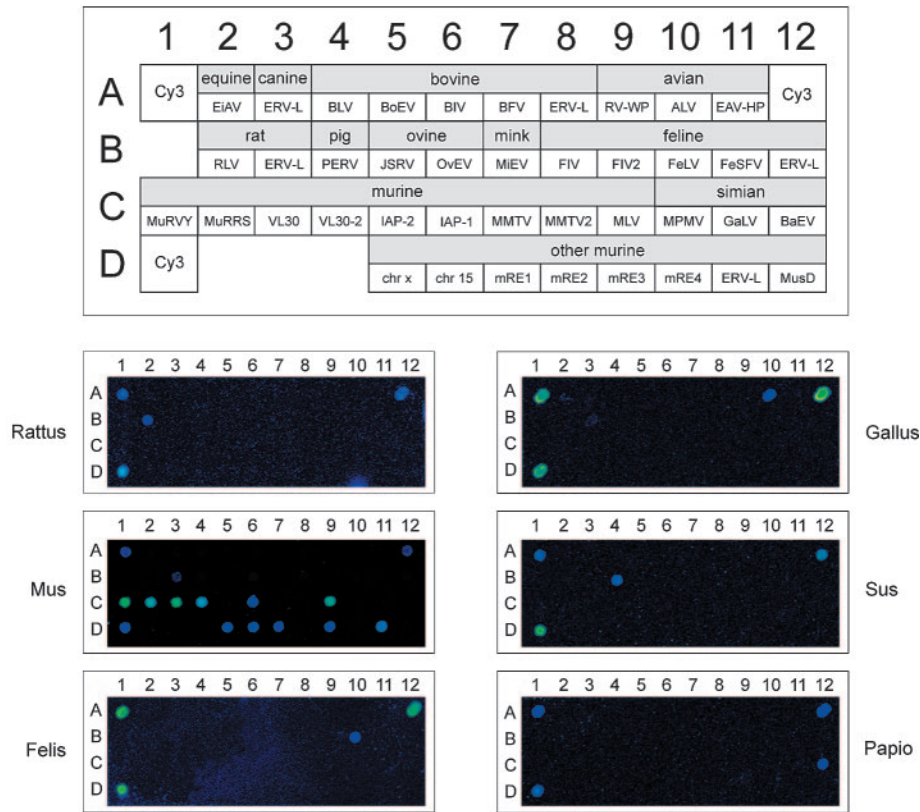 1 2 3 4 5 6 7 8 9 10 11 12
A Cy3 equine canine bovine avian Cy3
EiAV ERV-L BLV BoEV BIV BFV ERV-L RV-WP ALV EAV-HP
B rat pig ovine mink feline
RLV ERV-L PERV JSRV OvEV MiEV FIV FIV2 FeLV FeSFV ERV-L
C murine simian
MuRVY MuRRS VL30 VL30-2 IAP-2 IAP-1 MMTV MMTV2 MLV MPMV GaLV BaEV
D Cy3 other murine
chr x chr 15 mRE1 mRE2 mRE3 mRE4 ERV-L MusD
1 2 3 4 5 6 7 8 9 10 11 12
A
B
C
D
Rattus
1 2 3 4 5 6 7 8 9 10 11 12
A
B
C
D
Gallus
1 2 3 4 5 6 7 8 9 10 11 12
A
B
C
D
Mus
1 2 3 4 5 6 7 8 9 10 11 12
A
B
C
D
Sus
1 2 3 4 5 6 7 8 9 10 11 12
A
B
C
D
Felis
1 2 3 4 5 6 7 8 9 10 11 12
A
B
C
D
Papio